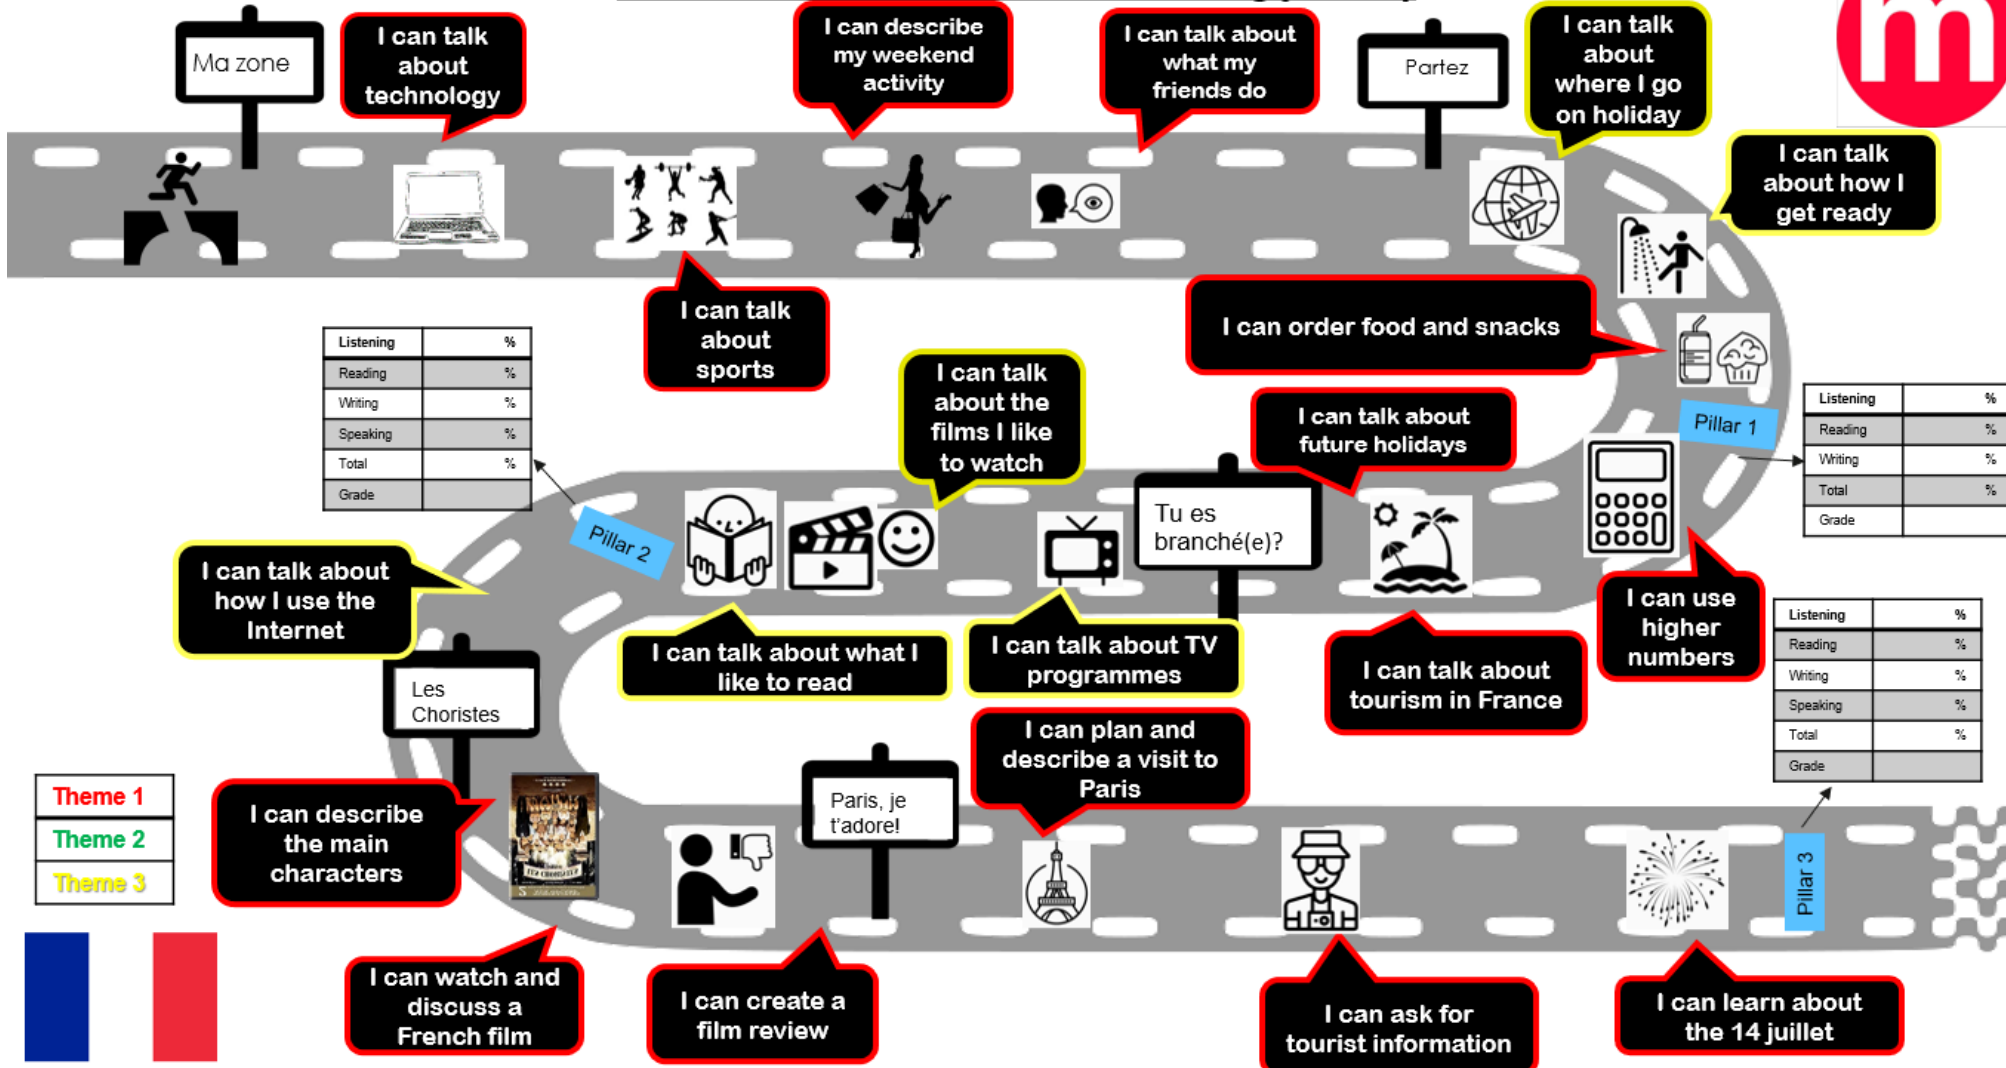 Ma zone
I can talk
about
technology
I can describe
my weekend
activity
I can talk about
what my
friends do
Partez
I can talk
about
where I go
on holiday
m
I can talk
about how I
get ready
I can talk
about
sports
I can order food and snacks
Listening %
Reading %
Writing %
Speaking %
Total %
Grade
I can talk
about the
films I like
to watch
I can talk about
future holidays
Pillar 1
Listening %
Reading %
Writing %
Total %
Grade
Pillar 2
Tu es
branché(e)?
I can talk about
how I use the
Internet
I can talk about what I
like to read
I can talk about TV
programmes
I can talk about
tourism in France
I can use
higher
numbers
Listening %
Reading %
Writing %
Speaking %
Total %
Grade
Les
Choristes
I can plan and
describe a visit to
Paris
Theme 1
Theme 2
Theme 3
I can describe
the main
characters
LES CHORISTES
Paris, je
t'adore!
Pillar 3
I can watch and
discuss a
French film
I can create a
film review
I can ask for
tourist information
I can learn about
the 14 juillet